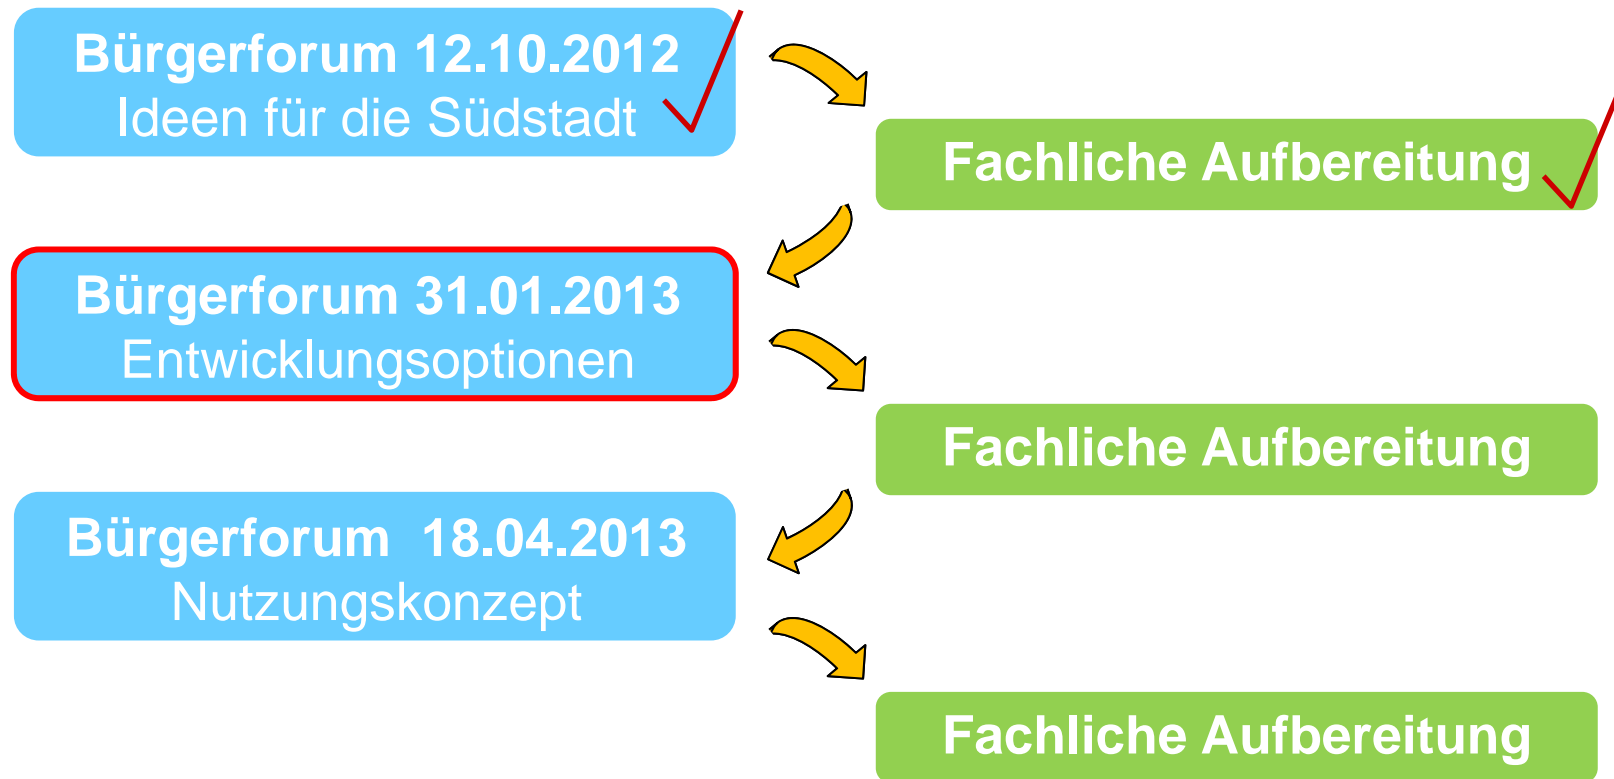 Bürgerforum 12.10.2012
Ideen für die Südstadt
Fachliche Aufbereitung
Bürgerforum 31.01.2013
Entwicklungsoptionen
Fachliche Aufbereitung
Bürgerforum  18.04.2013
Nutzungskonzept
Fachliche Aufbereitung